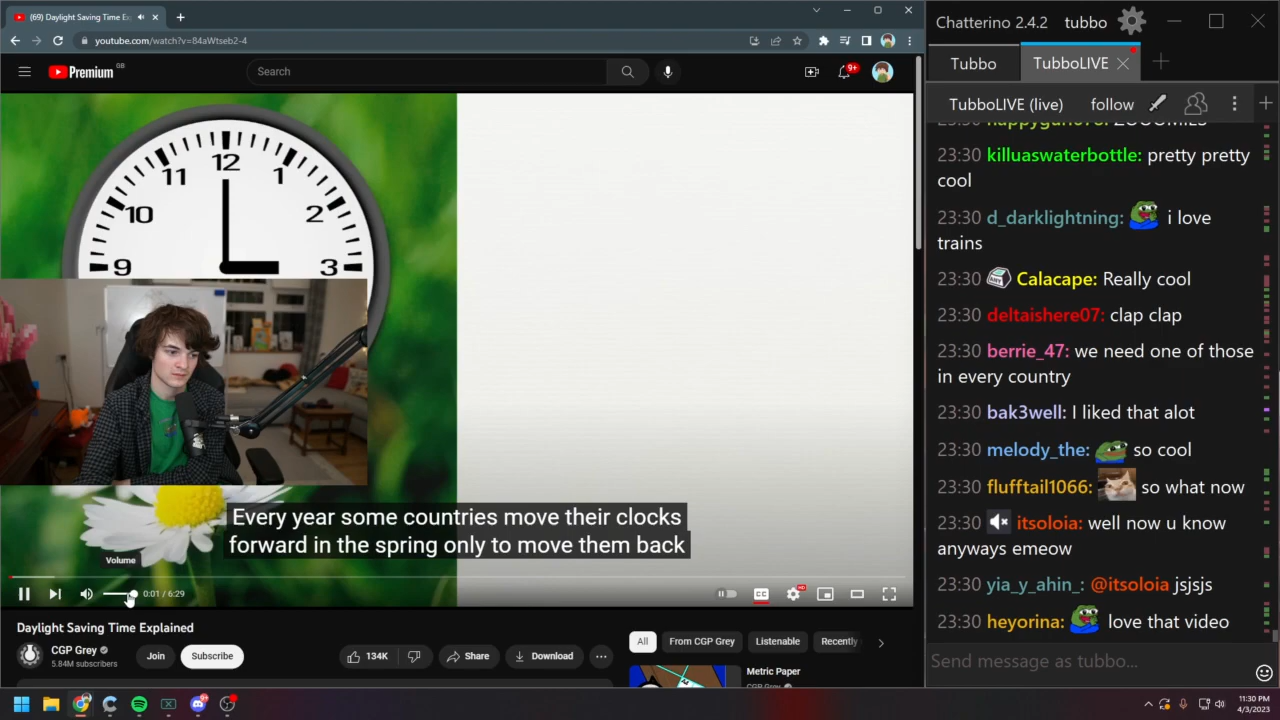 (69) Daylight Saving Time Ex
youtube.com/watch?v=84aWtseb2-4
Premium
GB
Search
9+
12
11
1
10
2
9
3
Every year some countries move their clocks
forward in the spring only to move them back
Volume
0:01 / 6:29
CC
HD
Daylight Saving Time Explained
CGP Grey
5.84M subscribers
Join
Subscribe
134K
Share
Download
All
From CGP Grey
Listenable
Recently
Metric Paper
CGP Grey
Chatterino 2.4.2
tubbo
Tubbo
TubboLIVE
TubboLIVE (live)
follow
23:30 killuaswaterbottle: pretty pretty
cool
23:30 d_darklightning: i love
trains
23:30 Calacape: Really cool
23:30 deltaishere07: clap clap
23:30 berrie_47: we need one of those
in every country
23:30 bak3well: I liked that alot
23:30 melody_the: so cool
23:30 flufftail1066: so what now
23:30 itsoloia: well now u know
anyways emeow
23:30 yia_y_ahin_: @itsoloia jsjsjs
23:30 heyorina: love that video
Send message as tubbo...
11:30 PM
4/3/2023